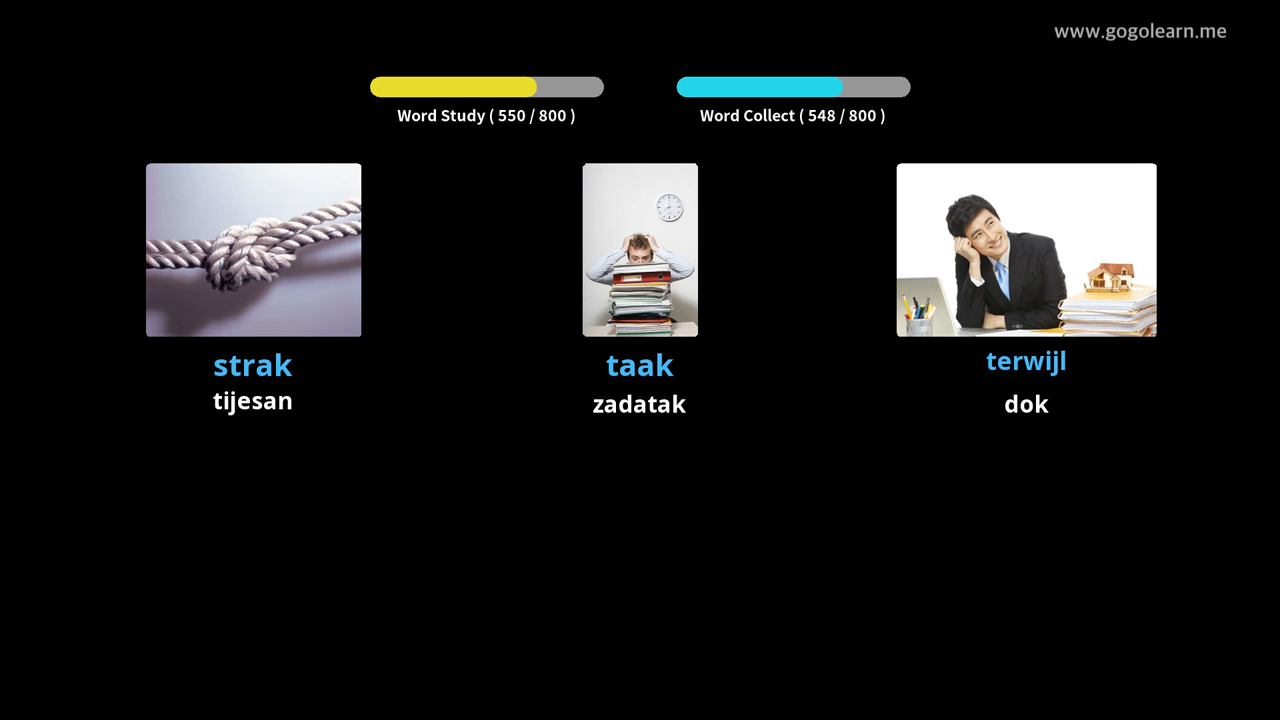 www.gogolearn.me
Word Study ( 550 / 800 )
Word Collect ( 548 / 800 )
strak
tijesan
taak
zadatak
terwijl
dok